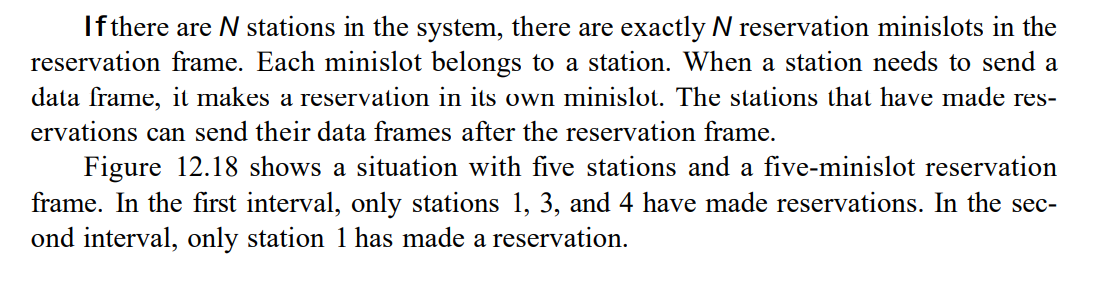 If there are N stations in the system, there are exactly N reservation minislots in the
reservation frame. Each minislot belongs to a station. When a station needs to send a
data frame, it makes a reservation in its own minislot. The stations that have made res-
ervations can send their data frames after the reservation frame.
Figure 12.18 shows a situation with five stations and a five-minislot reservation
frame. In the first interval, only stations 1, 3, and 4 have made reservations. In the sec-
ond interval, only station 1 has made a reservation.